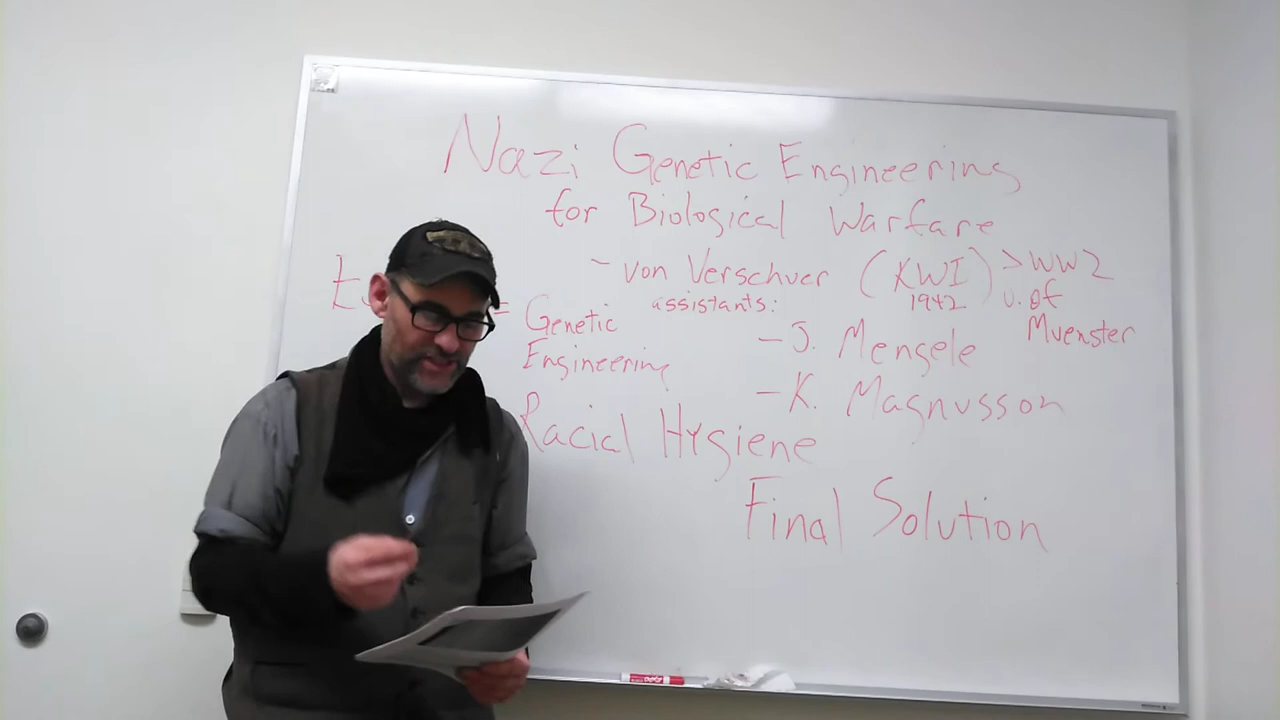 Nazi Genetic Engineering
for Biological Warfare
- von Verschuer (KWI) > WW2
1942 U. of
Muenster
assistants:
= Genetic
Engineering
- J. Mengele
- K. Magnusson
Racial Hygiene
Final Solution